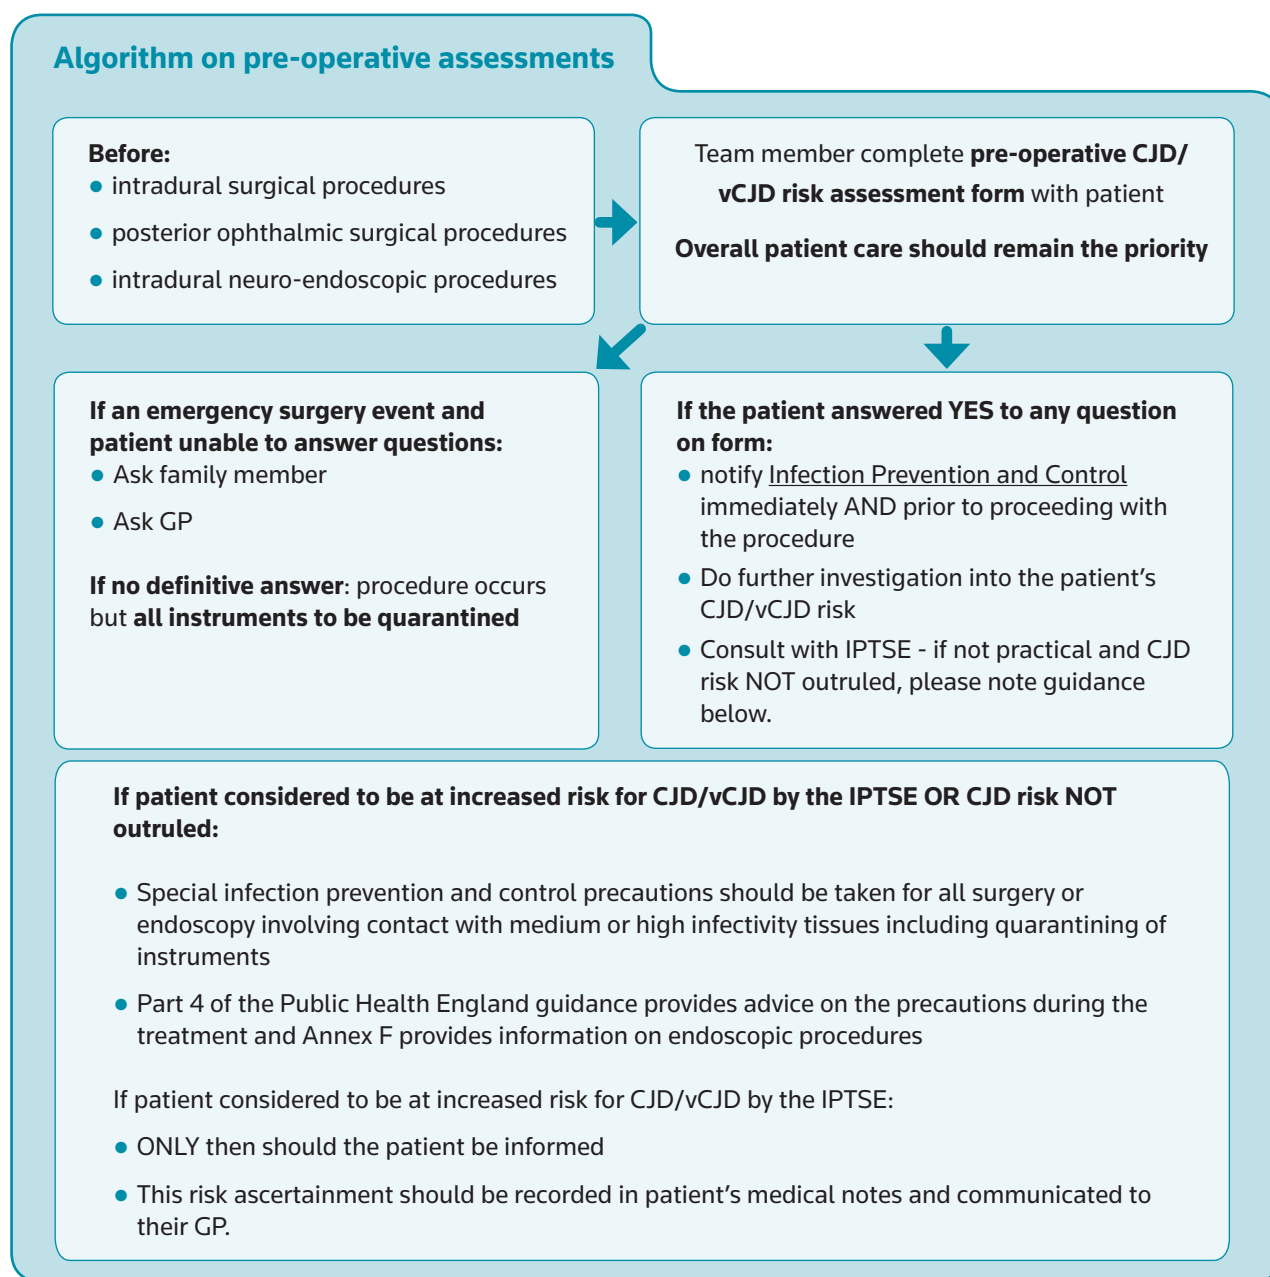 Algorithm on pre-operative assessments
Before:
• intradural surgical procedures
• posterior ophthalmic surgical procedures
• intradural neuro-endoscopic procedures
Team member complete pre-operative CJD/
vCJD risk assessment form with patient
Overall patient care should remain the priority
If an emergency surgery event and
patient unable to answer questions:
• Ask family member
• Ask GP
If no definitive answer: procedure occurs
but all instruments to be quarantined
If the patient answered YES to any question
on form:
• notify Infection Prevention and Control
immediately AND prior to proceeding with
the procedure
• Do further investigation into the patient’s
CJD/vCJD risk
• Consult with IPTSE - if not practical and CJD
risk NOT outruled, please note guidance
below.
If patient considered to be at increased risk for CJD/vCJD by the IPTSE OR CJD risk NOT
outruled:
• Special infection prevention and control precautions should be taken for all surgery or
endoscopy involving contact with medium or high infectivity tissues including quarantining of
instruments
• Part 4 of the Public Health England guidance provides advice on the precautions during the
treatment and Annex F provides information on endoscopic procedures
If patient considered to be at increased risk for CJD/vCJD by the IPTSE:
• ONLY then should the patient be informed
• This risk ascertainment should be recorded in patient’s medical notes and communicated to
their GP.